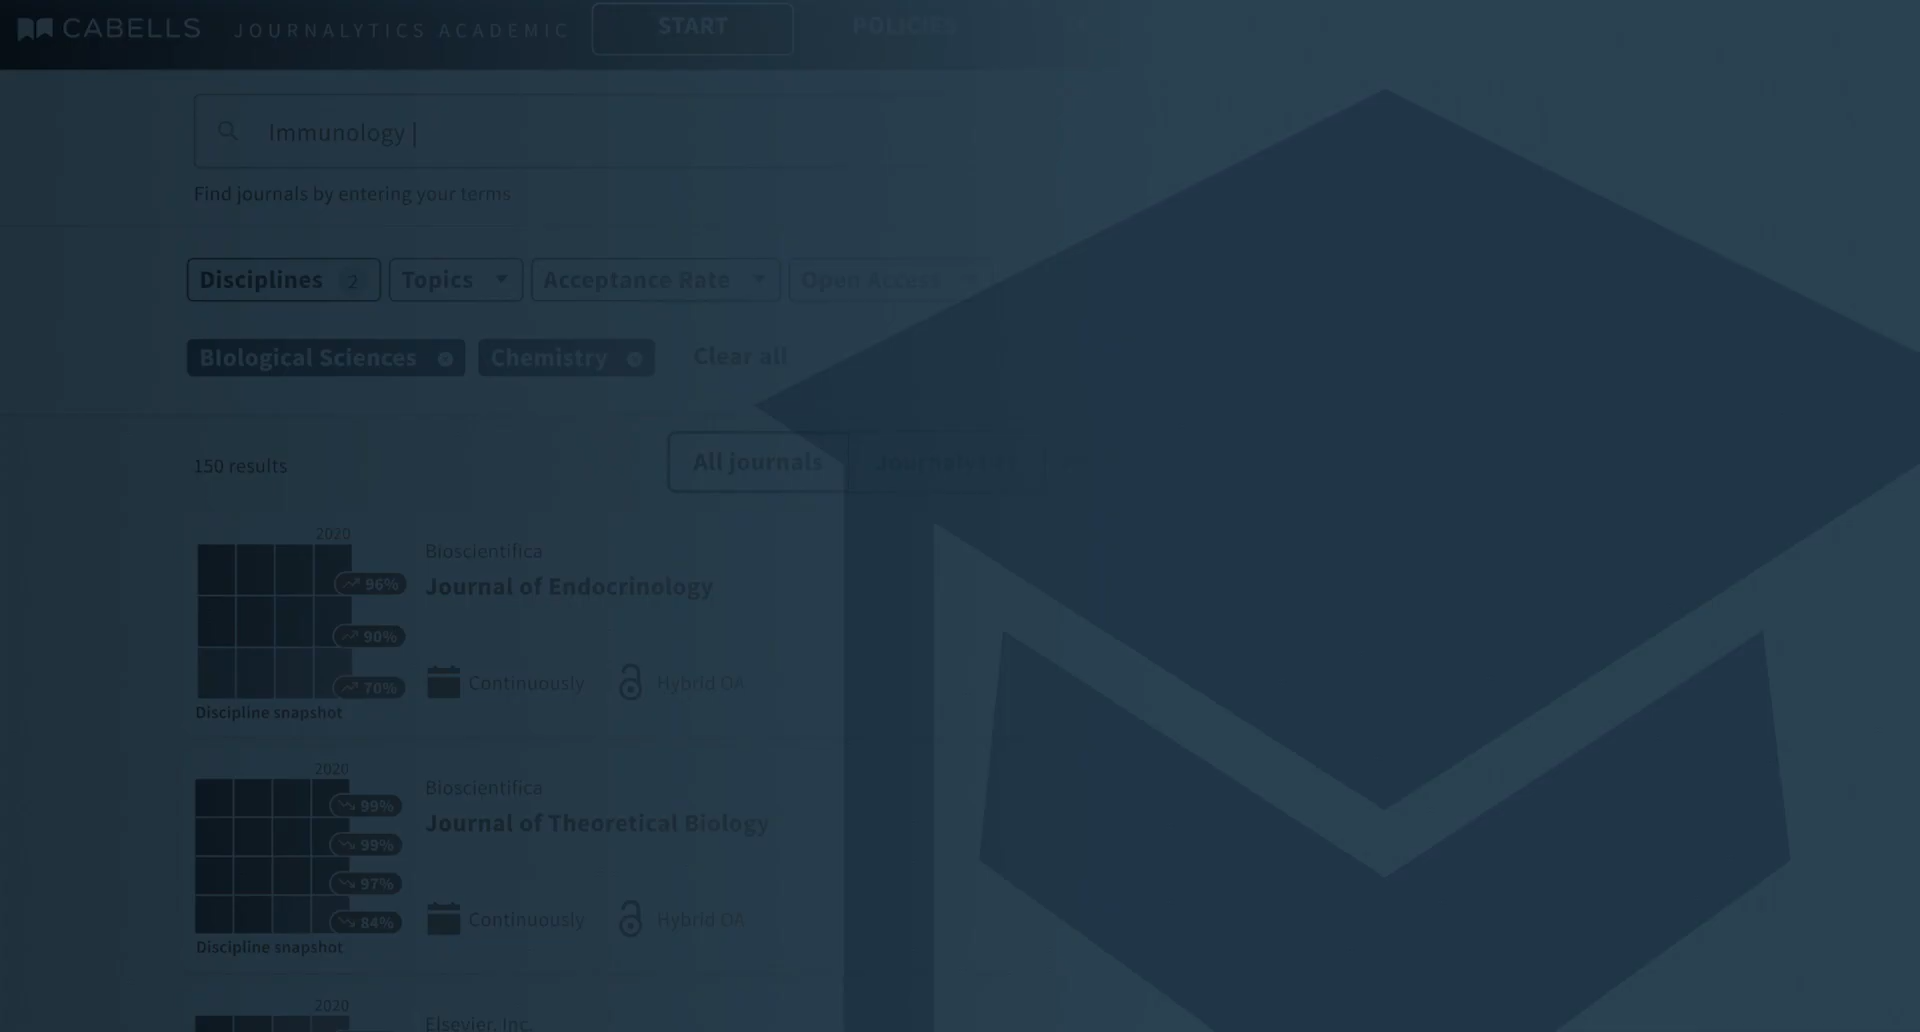 CABELLS JOURNALYTICS ACADEMIC START POLICIES
Immunology
Find journals by entering your terms
Disciplines 2 Topics Acceptance Rate Open Access
BIological Sciences Chemistry Clear all
150 results All journals Journalytics
2020
Bioscientifica
96% Journal of Endocrinology
90%
70% Continuously Hybrid OA
Discipline snapshot
2020
Bioscientifica
99%
Journal of Theoretical Biology
99%
97%
84% Continuously Hybrid OA
Discipline snapshot
2020
Elsevier, Inc.